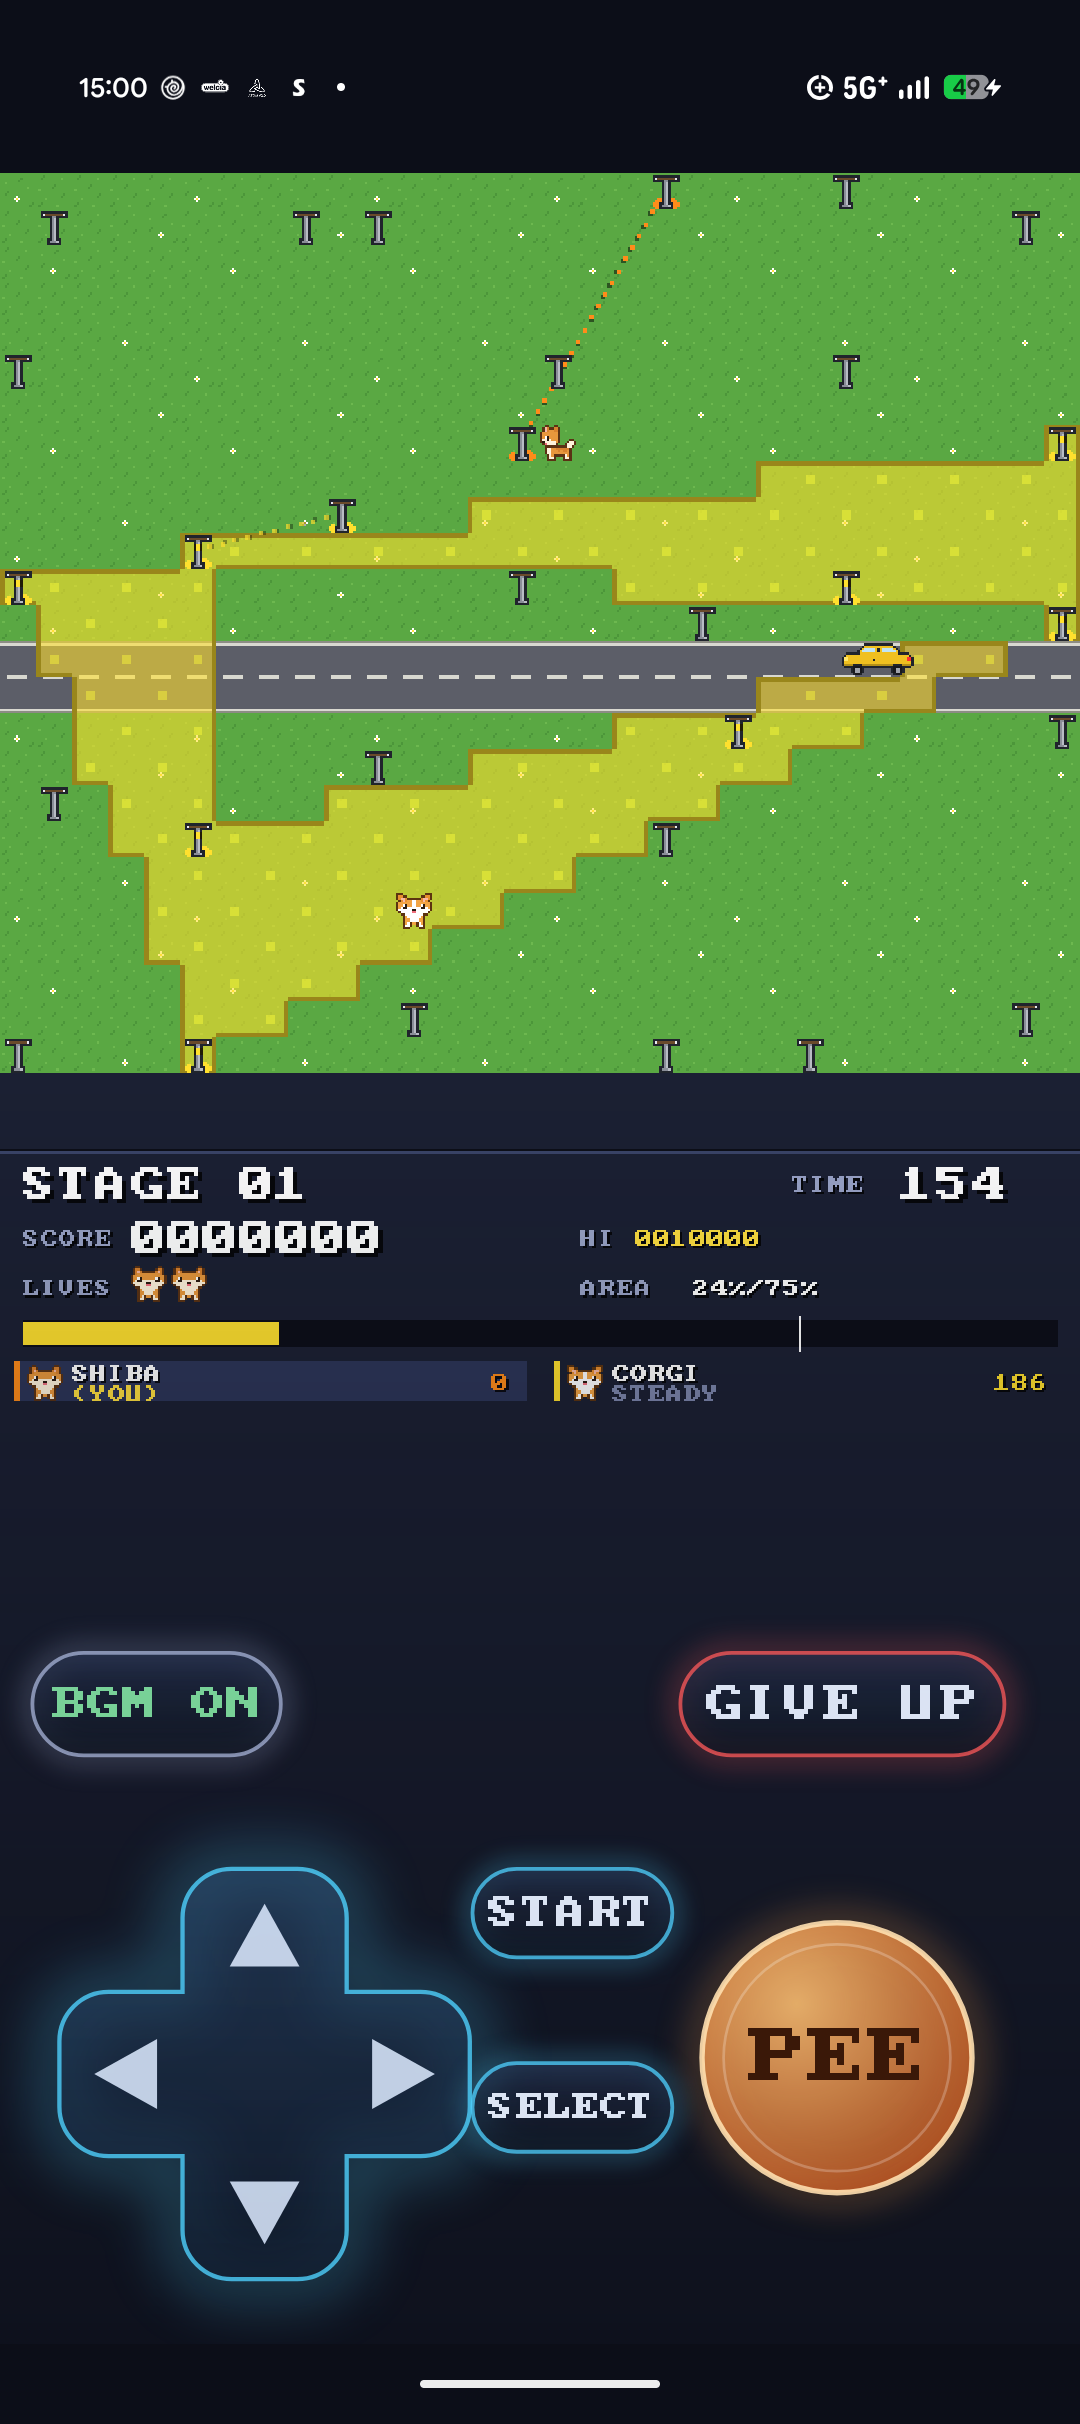 15:00 welcia S 5G+ 49
STAGE 01 TIME 154
SCORE 0000000 HI 0010000
LIVES AREA 24%/75%
SHIBA 0 CORGI 186
(YOU) STEADY
BGM ON GIVE UP
START
PEE
SELECT